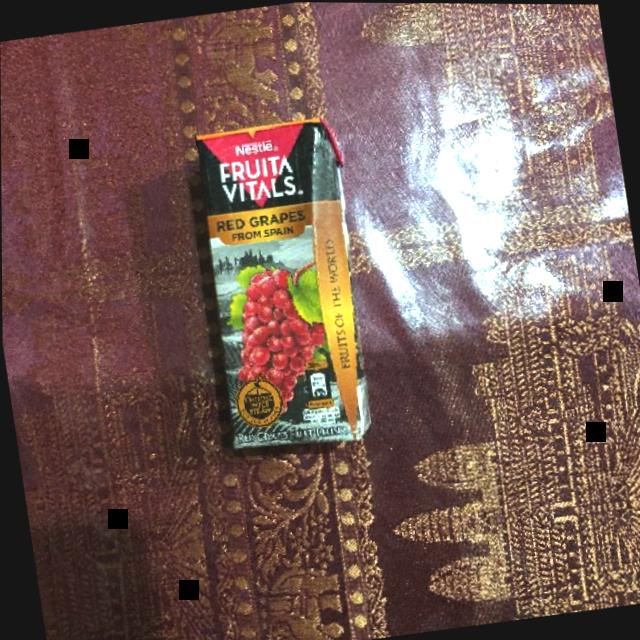 Nestlé
FRUITA
VITALS
RED GRAPES
FROM SPAIN
FRUITS OF THE WORLD